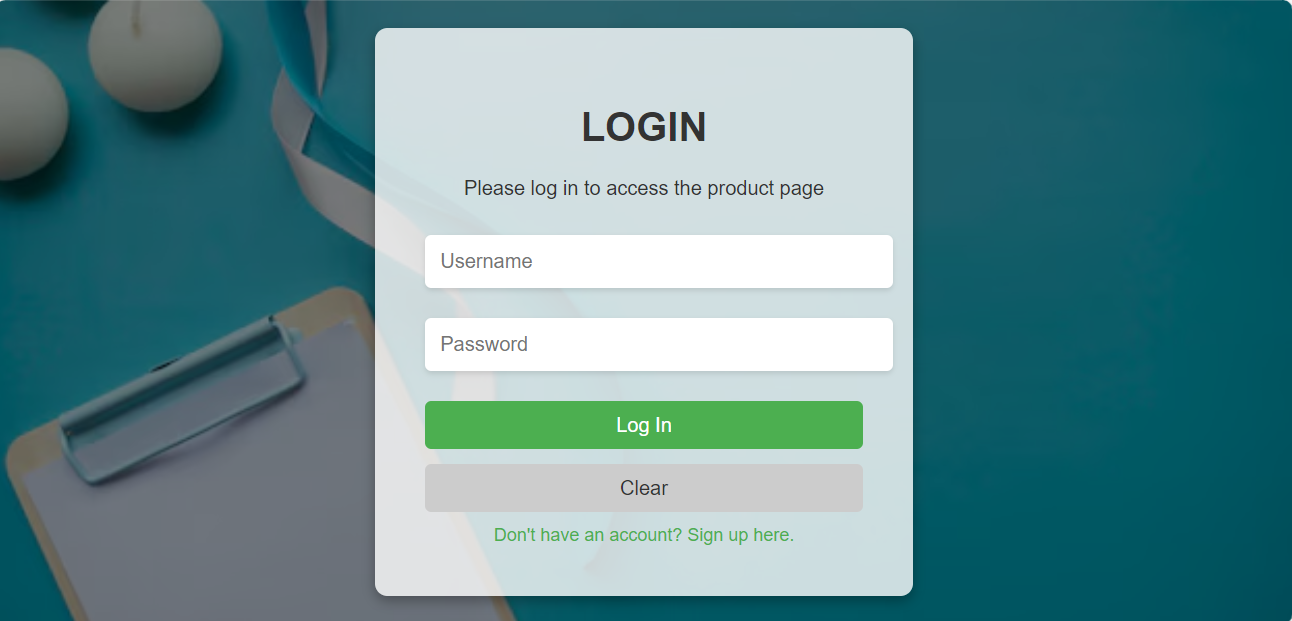 LOGIN
Please log in to access the product page
Username
Password
Log In
Clear
Don't have an account? Sign up here.